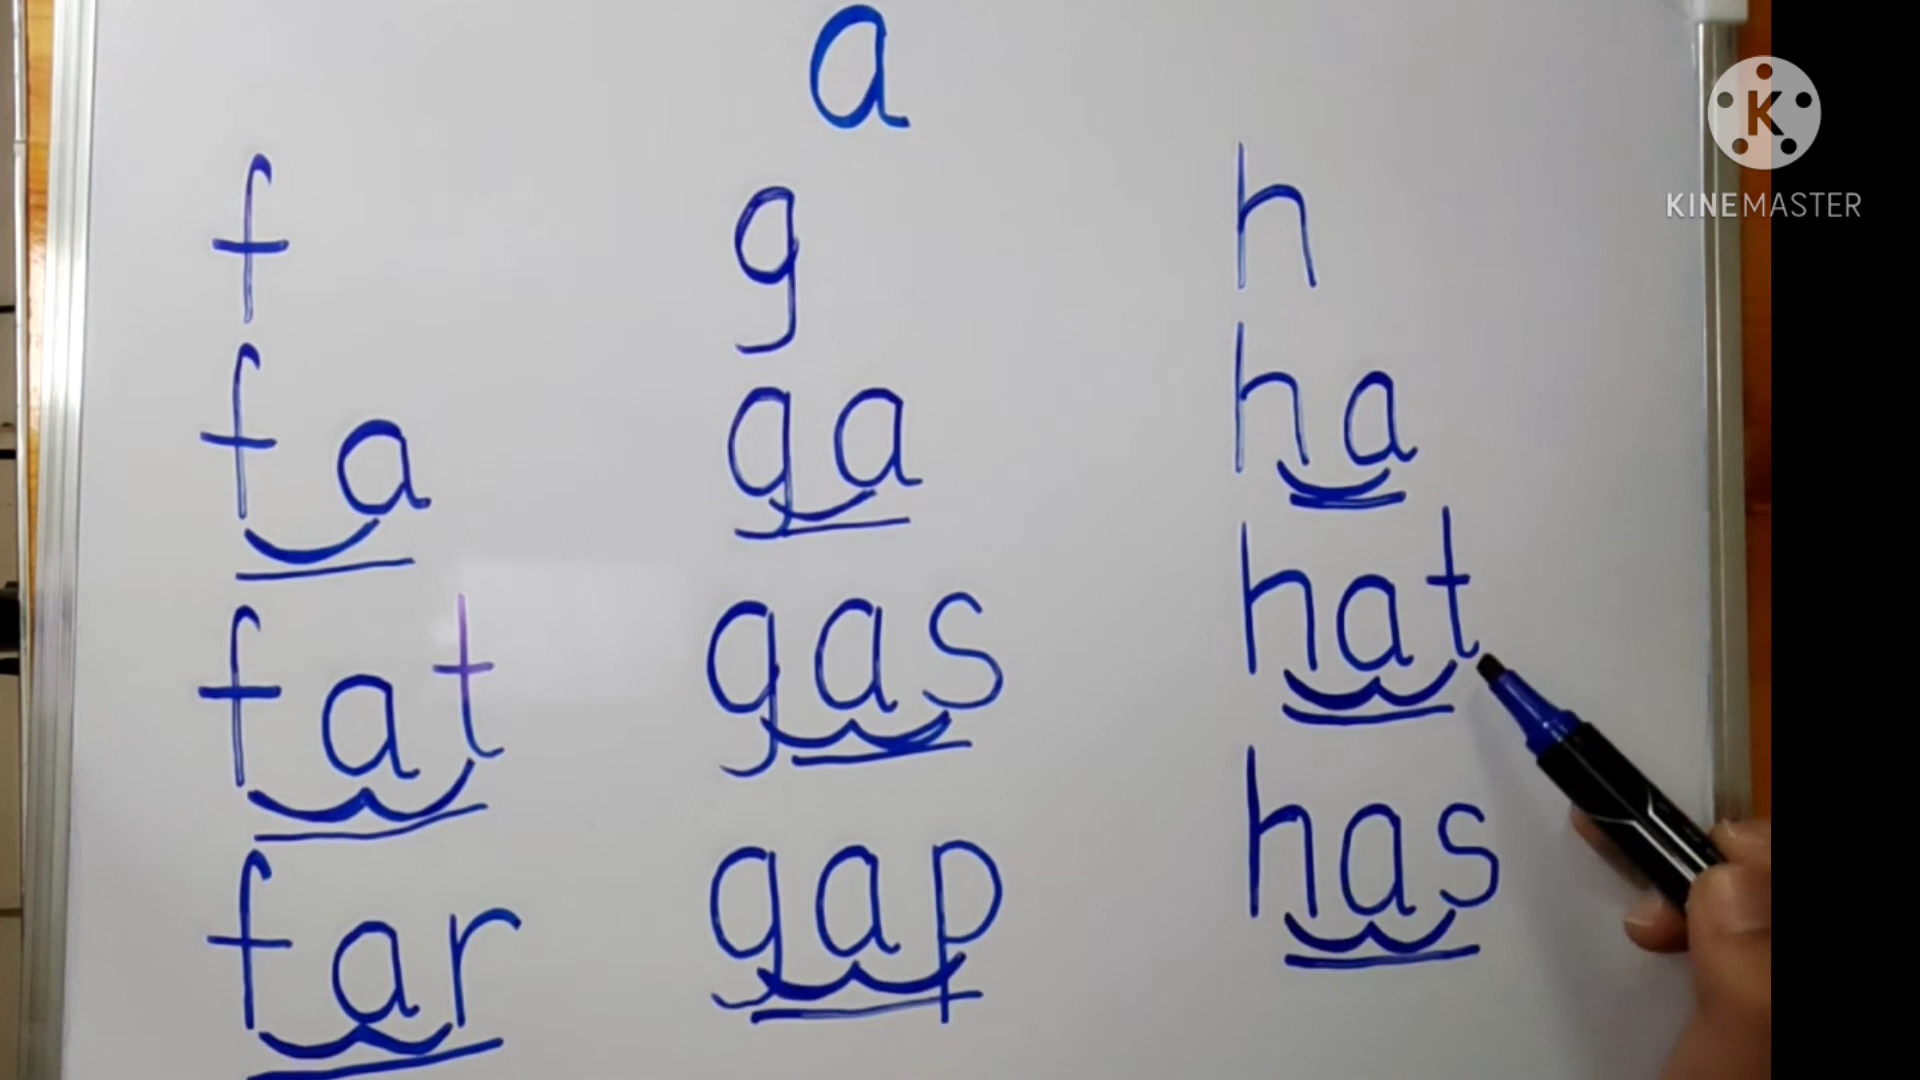 a
f g h
fa ga ha
fat gas hat
far gap has
K
KINEMASTER